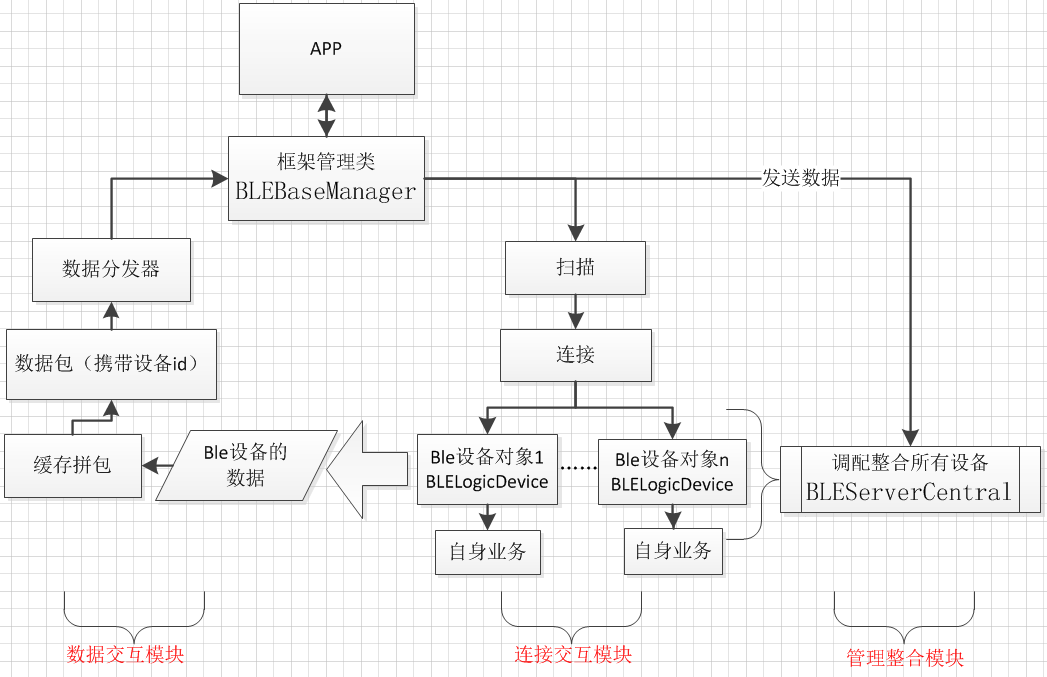 APP
框架管理类
BLEBaseManager
发送数据
数据分发器
扫描
数据包（携带设备id）
连接
缓存拼包
Ble设备的
数据
Ble设备对象1
BLELogicDevice
……
Ble设备对象n
BLELogicDevice
调配整合所有设备
BLEServerCentral
自身业务
自身业务
数据交互模块
连接交互模块
管理整合模块